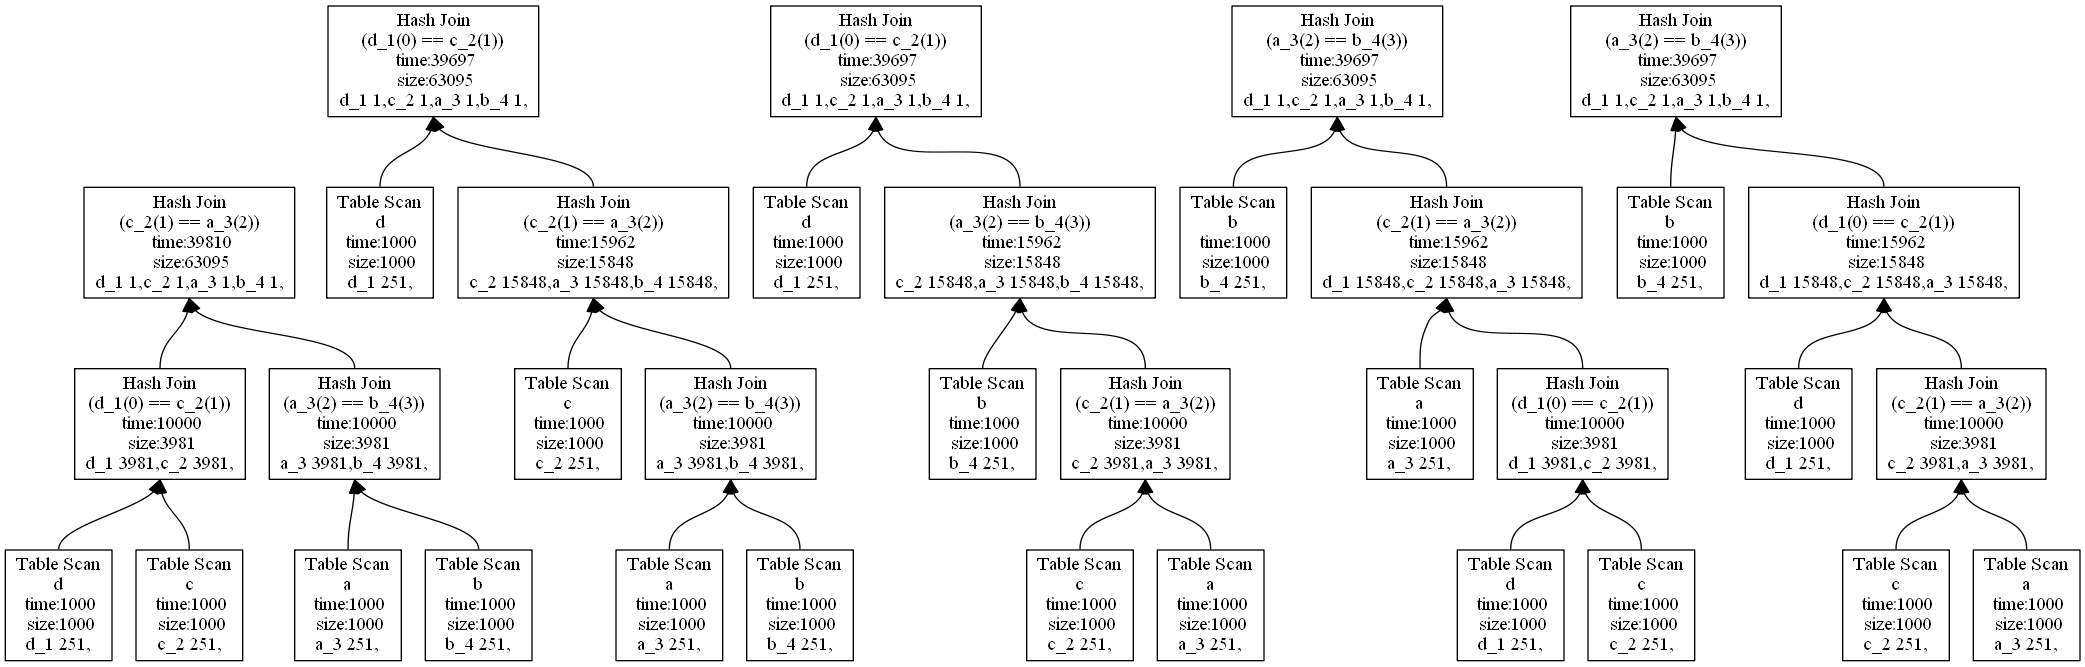 Hash Join
(d_1(0) == c_2(1))
time:39697
size:63095
d_1 1,c_2 1,a_3 1,b_4 1,
Hash Join
(d_1(0) == c_2(1))
time:39697
size:63095
d_1 1,c_2 1,a_3 1,b_4 1,
Hash Join
(a_3(2) == b_4(3))
time:39697
size:63095
d_1 1,c_2 1,a_3 1,b_4 1,
Hash Join
(a_3(2) == b_4(3))
time:39697
size:63095
d_1 1,c_2 1,a_3 1,b_4 1,
Hash Join
(c_2(1) == a_3(2))
time:39810
size:63095
d_1 1,c_2 1,a_3 1,b_4 1,
Table Scan
d
time:1000
size:1000
d_1 251,
Hash Join
(c_2(1) == a_3(2))
time:15962
size:15848
c_2 15848,a_3 15848,b_4 15848,
Table Scan
d
time:1000
size:1000
d_1 251,
Hash Join
(a_3(2) == b_4(3))
time:15962
size:15848
c_2 15848,a_3 15848,b_4 15848,
Table Scan
b
time:1000
size:1000
b_4 251,
Hash Join
(c_2(1) == a_3(2))
time:15962
size:15848
d_1 15848,c_2 15848,a_3 15848,
Table Scan
b
time:1000
size:1000
b_4 251,
Hash Join
(d_1(0) == c_2(1))
time:15962
size:15848
d_1 15848,c_2 15848,a_3 15848,
Hash Join
(d_1(0) == c_2(1))
time:10000
size:3981
d_1 3981,c_2 3981,
Hash Join
(a_3(2) == b_4(3))
time:10000
size:3981
a_3 3981,b_4 3981,
Table Scan
c
time:1000
size:1000
c_2 251,
Hash Join
(a_3(2) == b_4(3))
time:10000
size:3981
a_3 3981,b_4 3981,
Table Scan
b
time:1000
size:1000
b_4 251,
Hash Join
(c_2(1) == a_3(2))
time:10000
size:3981
c_2 3981,a_3 3981,
Table Scan
a
time:1000
size:1000
a_3 251,
Hash Join
(d_1(0) == c_2(1))
time:10000
size:3981
d_1 3981,c_2 3981,
Table Scan
d
time:1000
size:1000
d_1 251,
Hash Join
(c_2(1) == a_3(2))
time:10000
size:3981
c_2 3981,a_3 3981,
Table Scan
d
time:1000
size:1000
d_1 251,
Table Scan
c
time:1000
size:1000
c_2 251,
Table Scan
a
time:1000
size:1000
a_3 251,
Table Scan
b
time:1000
size:1000
b_4 251,
Table Scan
a
time:1000
size:1000
a_3 251,
Table Scan
b
time:1000
size:1000
b_4 251,
Table Scan
c
time:1000
size:1000
c_2 251,
Table Scan
a
time:1000
size:1000
a_3 251,
Table Scan
d
time:1000
size:1000
d_1 251,
Table Scan
c
time:1000
size:1000
c_2 251,
Table Scan
c
time:1000
size:1000
c_2 251,
Table Scan
a
time:1000
size:1000
a_3 251,